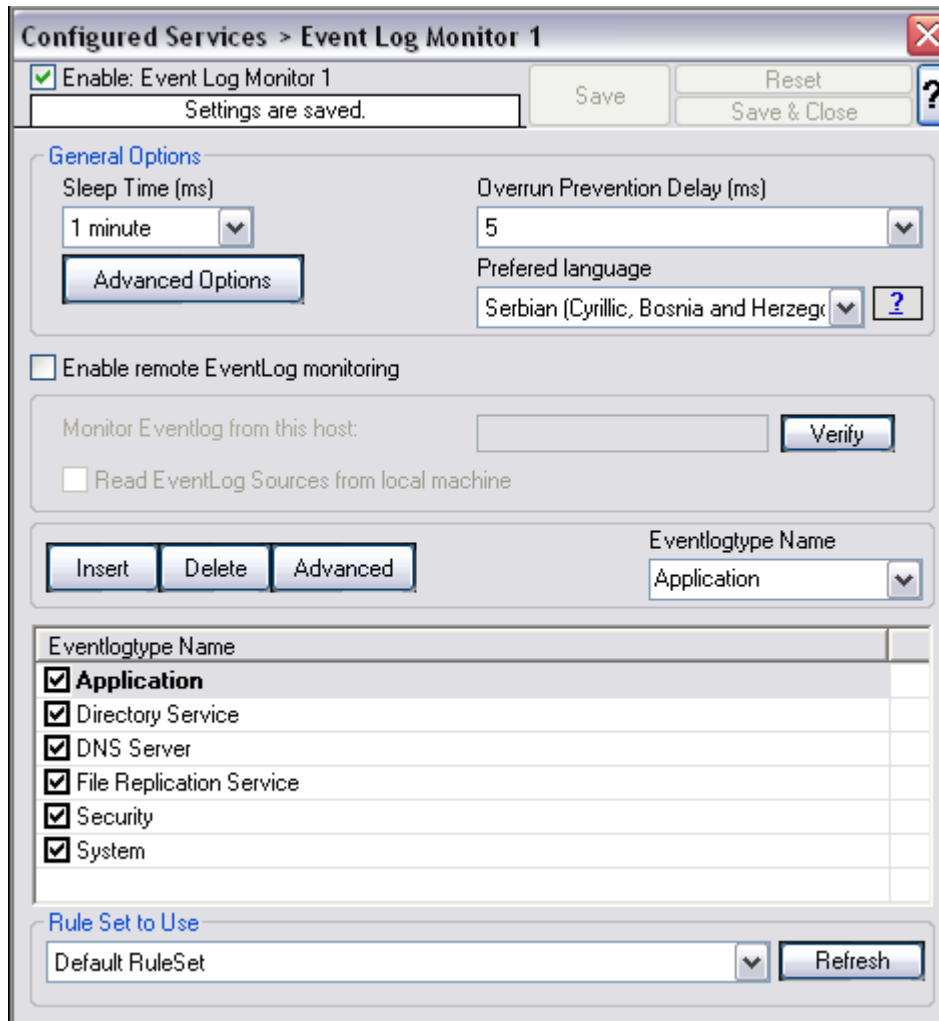 Configured Services > Event Log Monitor 1
Enable: Event Log Monitor 1
Settings are saved.
Save
Reset
Save & Close
?
General Options
Sleep Time (ms)
Overrun Prevention Delay (ms)
1 minute
5
Advanced Options
Prefered language
Serbian (Cyrillic, Bosnia and Herzeg
?
Enable remote EventLog monitoring
Monitor Eventlog from this host:
Verify
Read EventLog Sources from local machine
Insert
Delete
Advanced
Eventlogtype Name
Application
Eventlogtype Name
Application
Directory Service
DNS Server
File Replication Service
Security
System
Rule Set to Use
Default RuleSet
Refresh